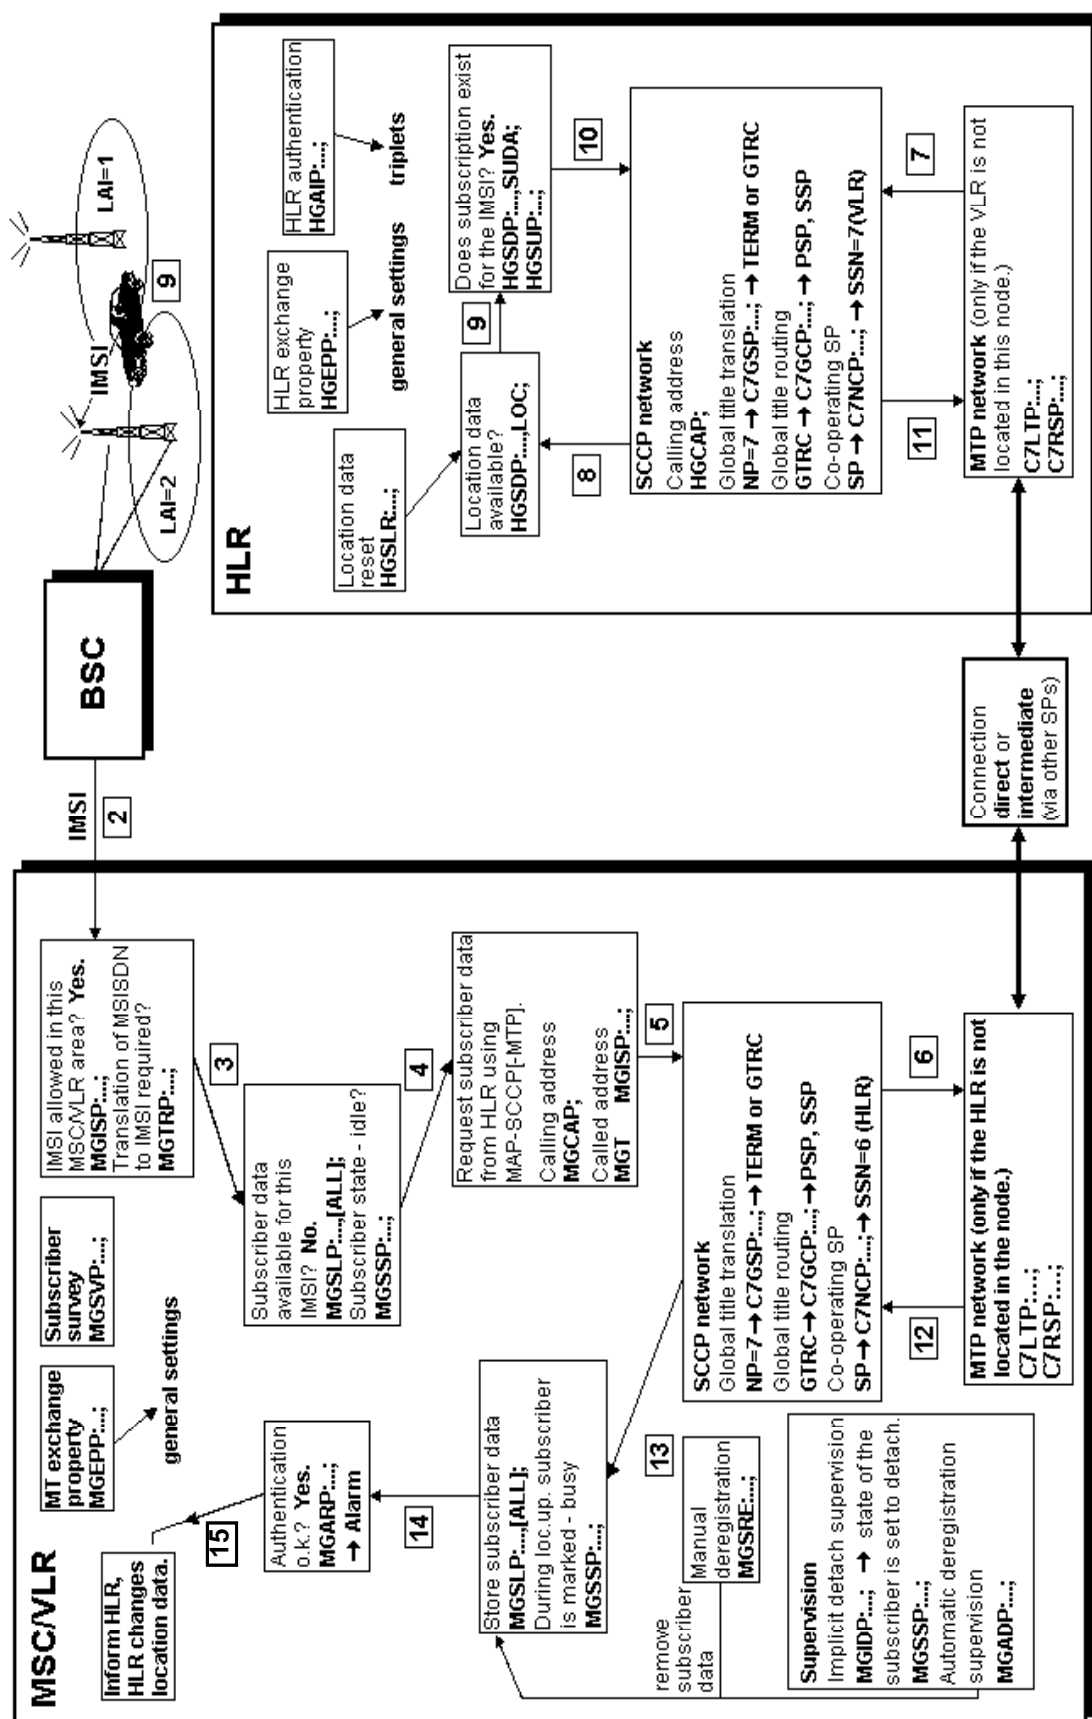 MSC/VLR
MT exchange
property
MGEPP:...;
general settings
Subscriber
survey
MGSVP:...;
IMSI allowed in this
MSC/VLR area? Yes.
MGISP:...;
Translation of MSISDN
to IMSI required?
MGTRP:...;
IMSI
2
BSC
IMSI
LAI=1
LAI=2
9
3
Subscriber data
available for this
IMSI? No.
MGSLP:...,[ALL];
Subscriber state - idle?
MGSSP:...;
4
Request subscriber data
from HLR using
MAP-SCCP[-MTP].
Calling address
MGCAP;
Called address
MGT MGISP:...;
5
SCCP network
Global title translation
NP=7→C7GSP:...;→TERM or GTRC
Global title routing
GTRC→C7GCP:...;→PSP, SSP
Co-operating SP
SP→C7NCP:...;→SSN=6 (HLR)
6
12
MTP network (only if the HLR is not
located in the node.)
C7LTP:...;
C7RSP:...;
Inform HLR,
HLR changes
location data.
15
Authentication
o.k.? Yes.
MGARP:...;
→ Alarm
14
Store subscriber data
MGSLP:...,[ALL];
During loc.up. subscriber
is marked - busy
MGSSP:...;
13
remove
subscriber
data
Manual
deregistration
MGSRE:...;
Supervision
Implicit detach supervision
MGIDP:...; → state of the
subscriber is set to detach.
MGSSP:...;
Automatic deregistration
supervision
MGADP:...;
Connection
direct or
intermediate
(via other SPs)
HLR
Location data
reset
HGSLR:...;
HLR exchange
property
HGEPP:...;
general settings
HLR authentication
HGAIP:...;
triplets
Location data
available?
HGSDP:...,LOC;
9
Does subscription exist
for the IMSI? Yes.
HGSDP:...,SUDA;
HGSUP:...;
8
10
SCCP network
Calling address
HGCAP;
Global title translation
NP=7 → C7GSP:...; → TERM or GTRC
Global title routing
GTRC → C7GCP:...; → PSP, SSP
Co-operating SP
SP → C7NCP:...; → SSN=7(VLR)
11
7
MTP network (only if the VLR is not
located in this node.)
C7LTP:...;
C7RSP:...;